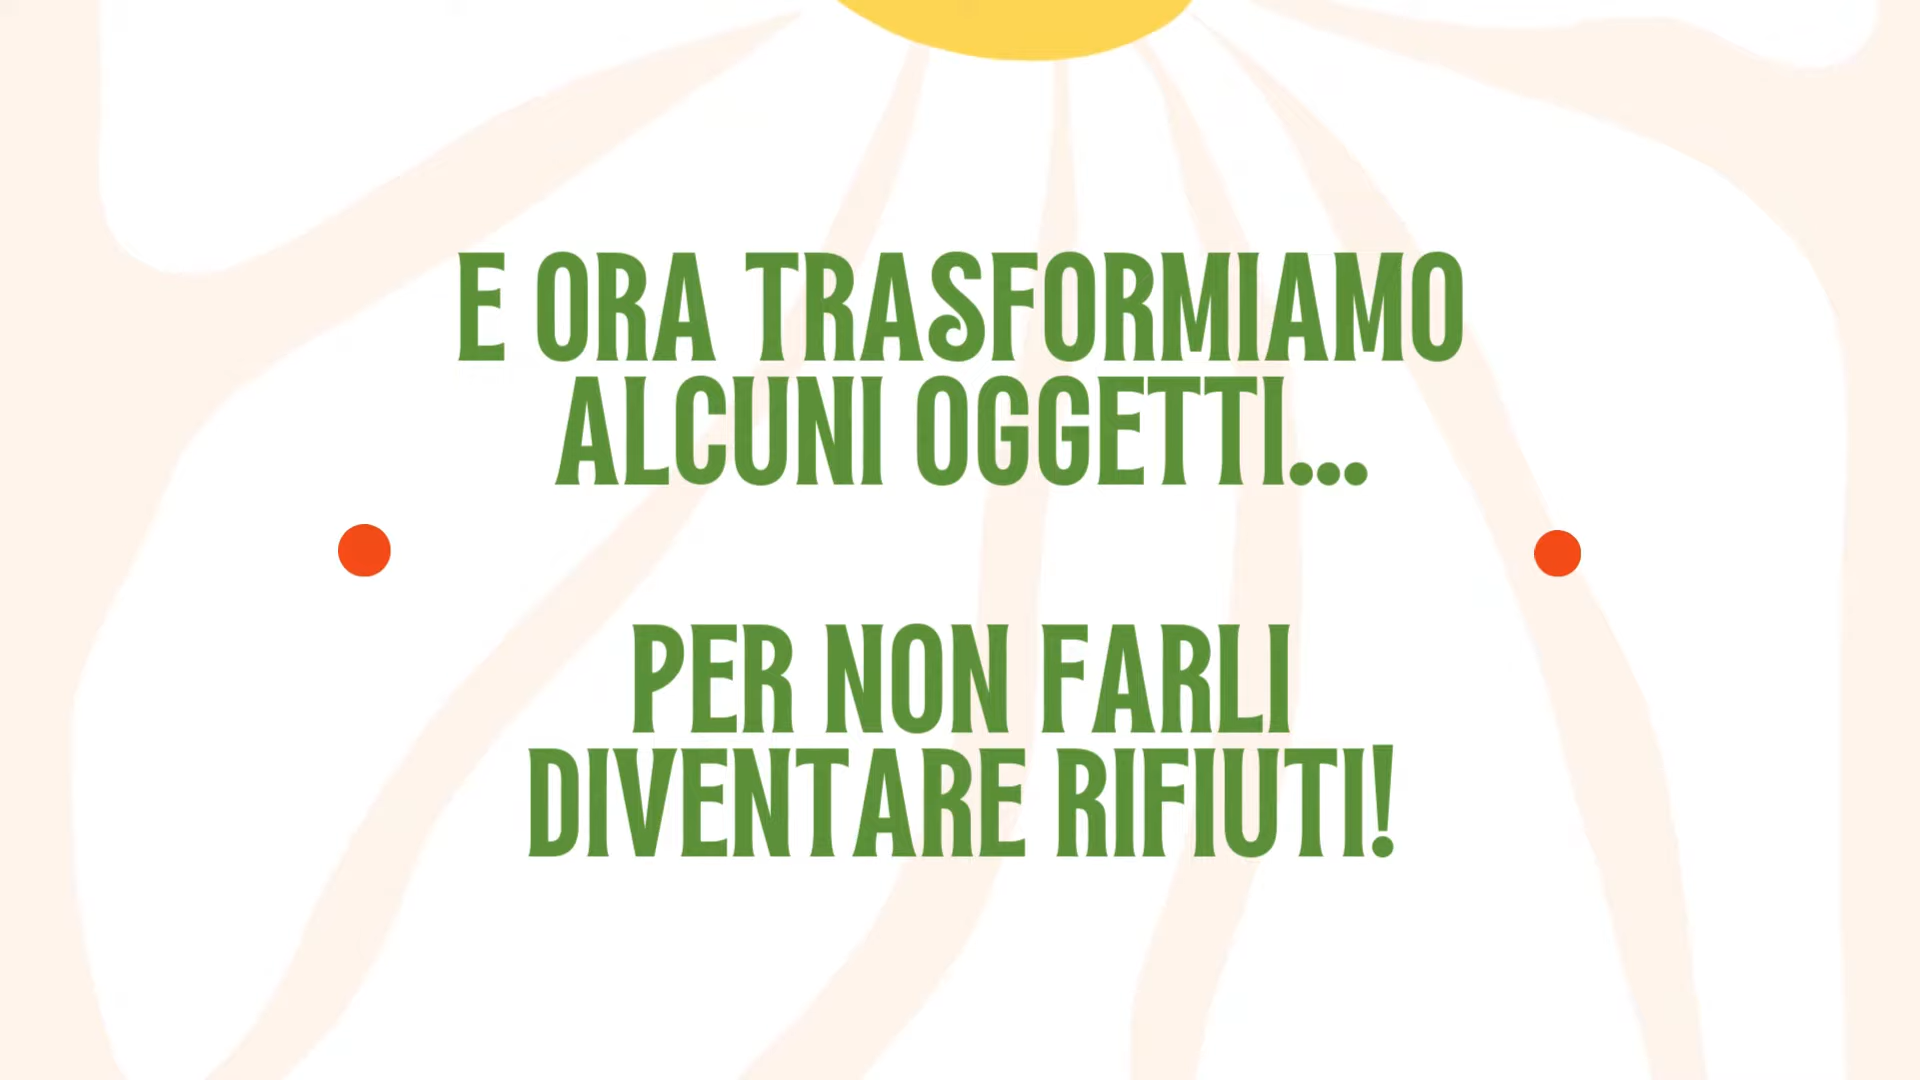 E ORA TRASFORMIAMO
ALCUNI OGGETTI...
PER NON FARLI
DIVENTARE RIFIUTI!